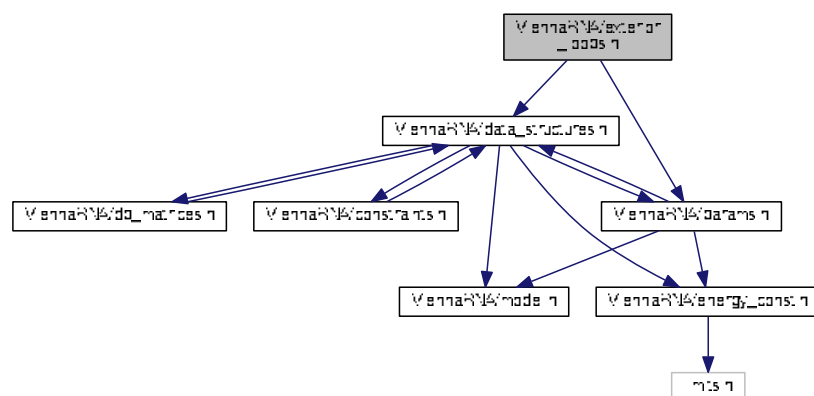 ViennaRNA/exterior
_loops.h
ViennaRNA/data_structures.h
ViennaRNA/dp_matrices.h
ViennaRNA/constraints.h
ViennaRNA/params.h
ViennaRNA/model.h
ViennaRNA/energy_const.h
limits.h